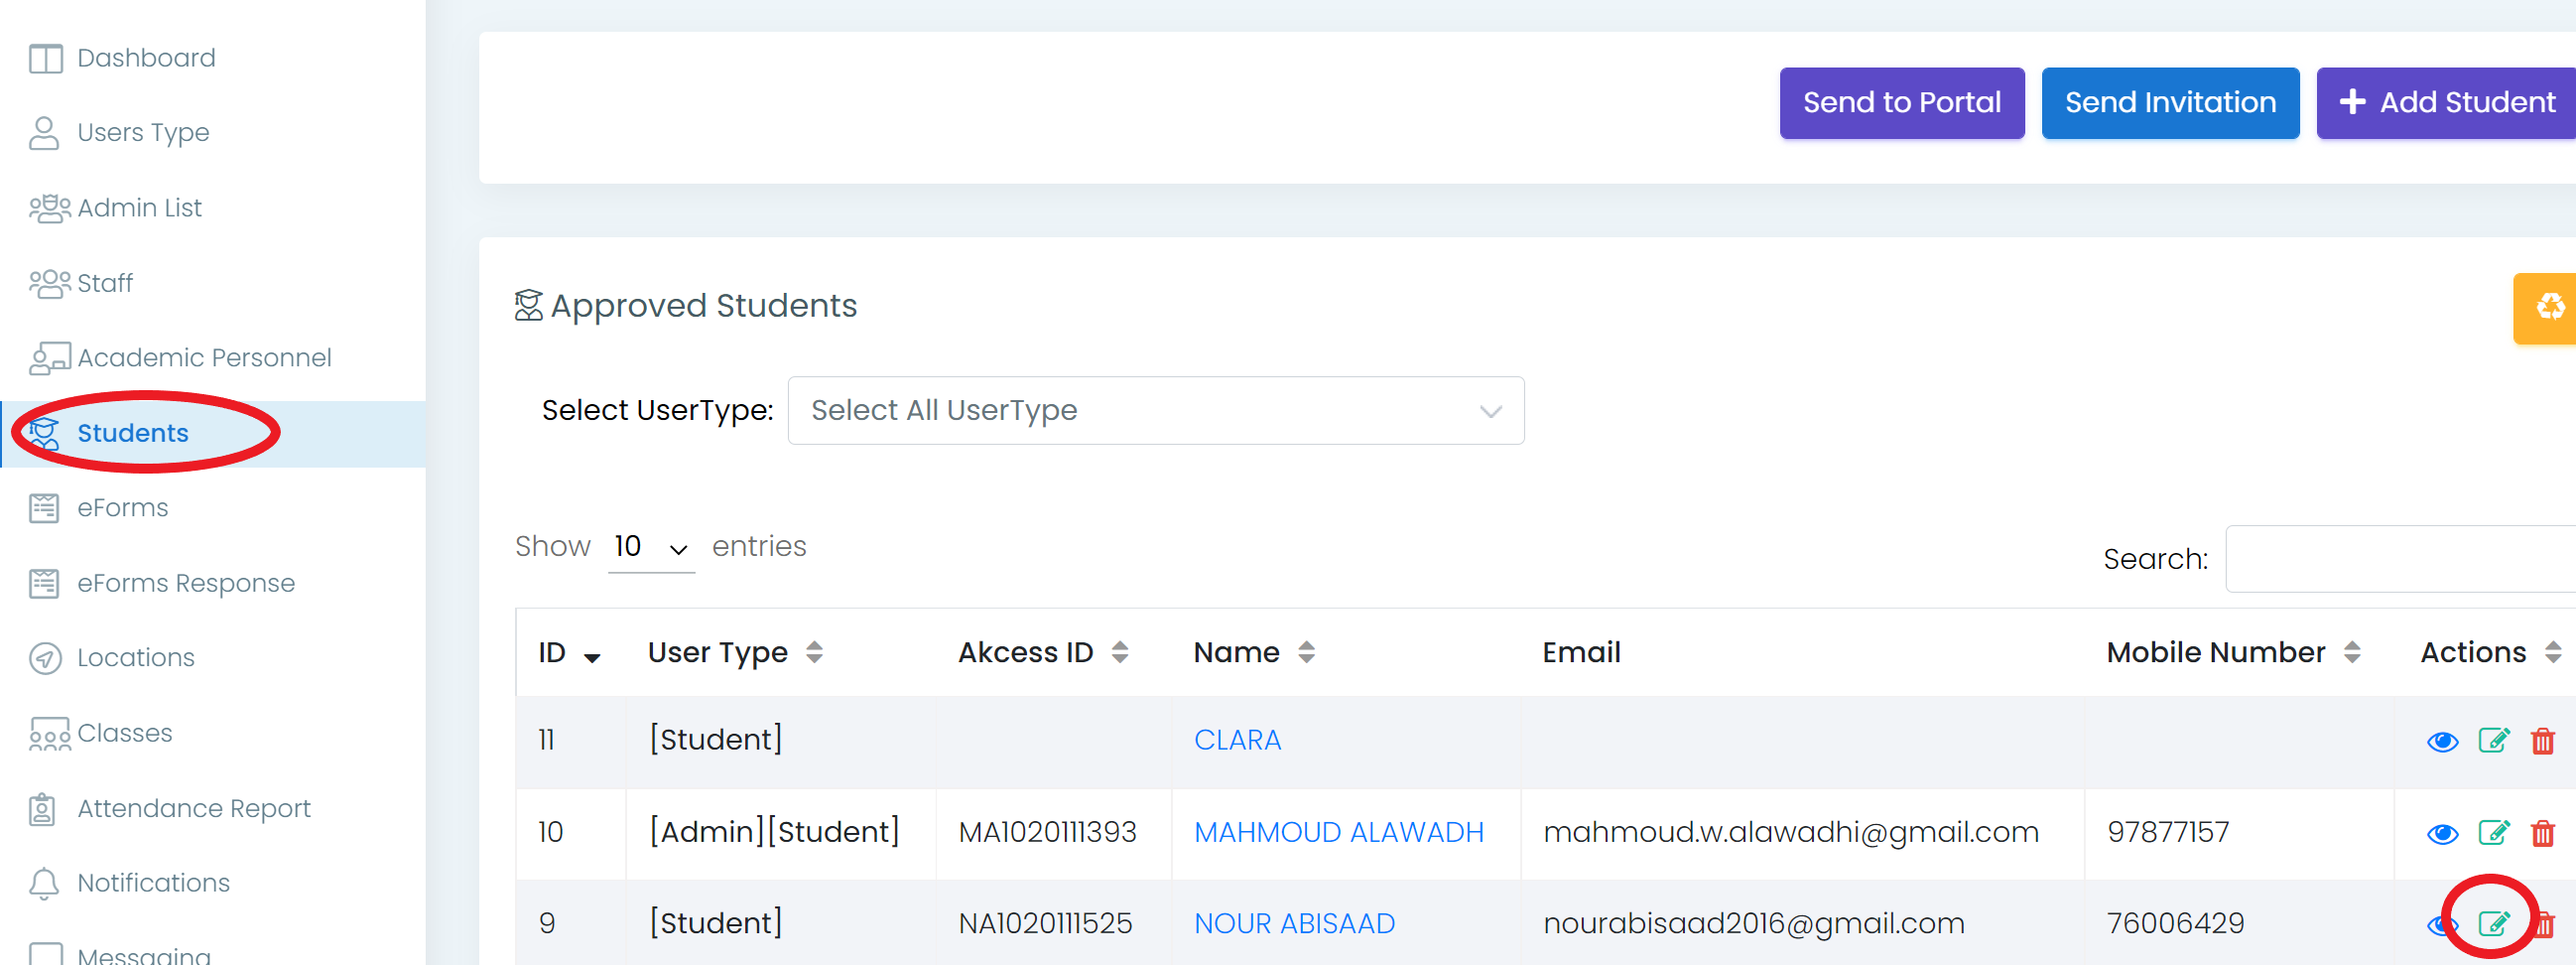 Dashboard
Users Type
Admin List
Staff
Academic Personnel
Students
eForms
eForms Response
Locations
Classes
Attendance Report
Notifications
Messaging
Send to Portal
Send Invitation
Add Student
Approved Students
Select UserType: Select All UserType
Show 10 entries
Search:
ID User Type Akcess ID Name Email Mobile Number Actions
11 [Student] CLARA
10 [Admin][Student] MA1020111393 MAHMOUD ALAWADH mahmoud.w.alawadhi@gmail.com 97877157
9 [Student] NA1020111525 NOUR ABISAAD nourabisaad2016@gmail.com 76006429